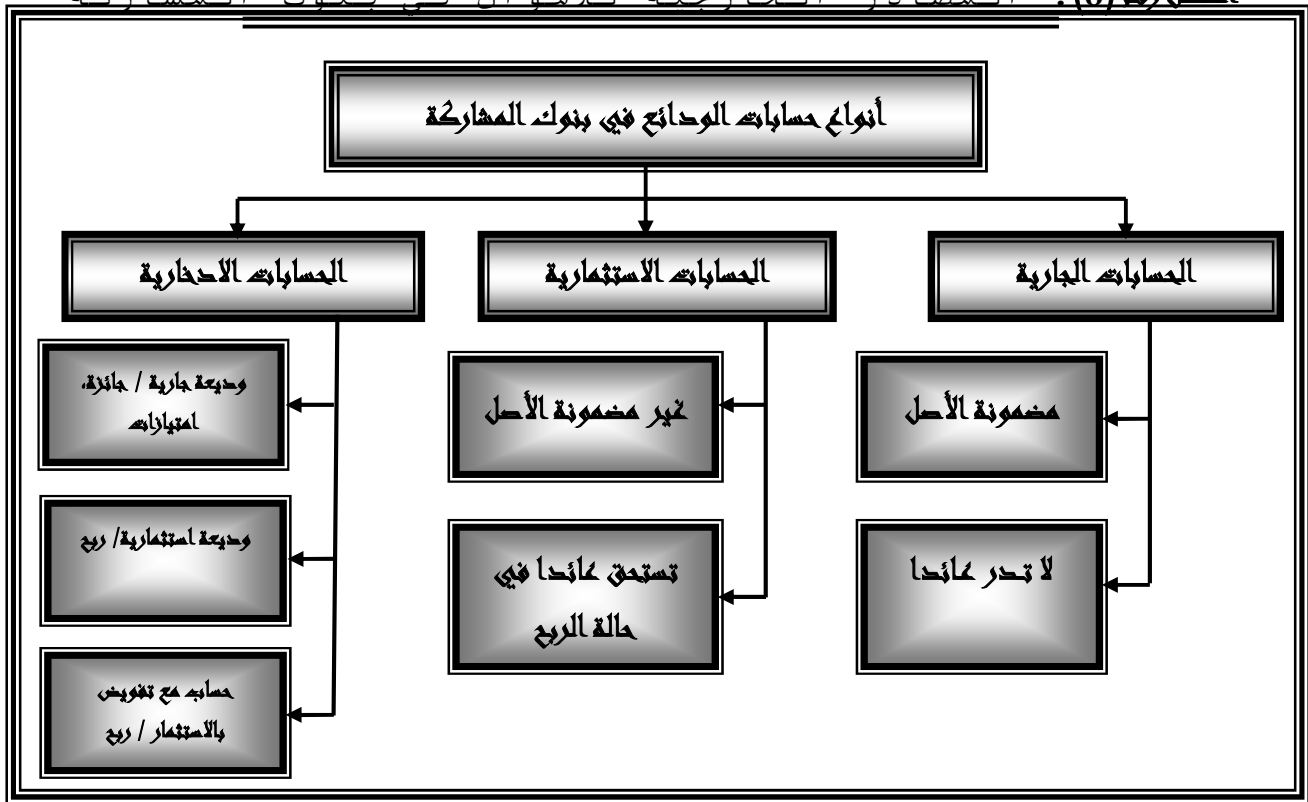 أنواع حسابات الودائع في بنوك المشاركة
الحسابات الجارية
الحسابات الاستثمارية
الحسابات الادخارية
مضمونة الأصل
لا تدر عائدا
غير مضمونة الأصل
تستحق عائدا في
حالة الربح
وديعة جارية / جائزة،
امتيازات
وديعة استثمارية/ ربح
حساب مع تفويض
بالاستثمار / ربح